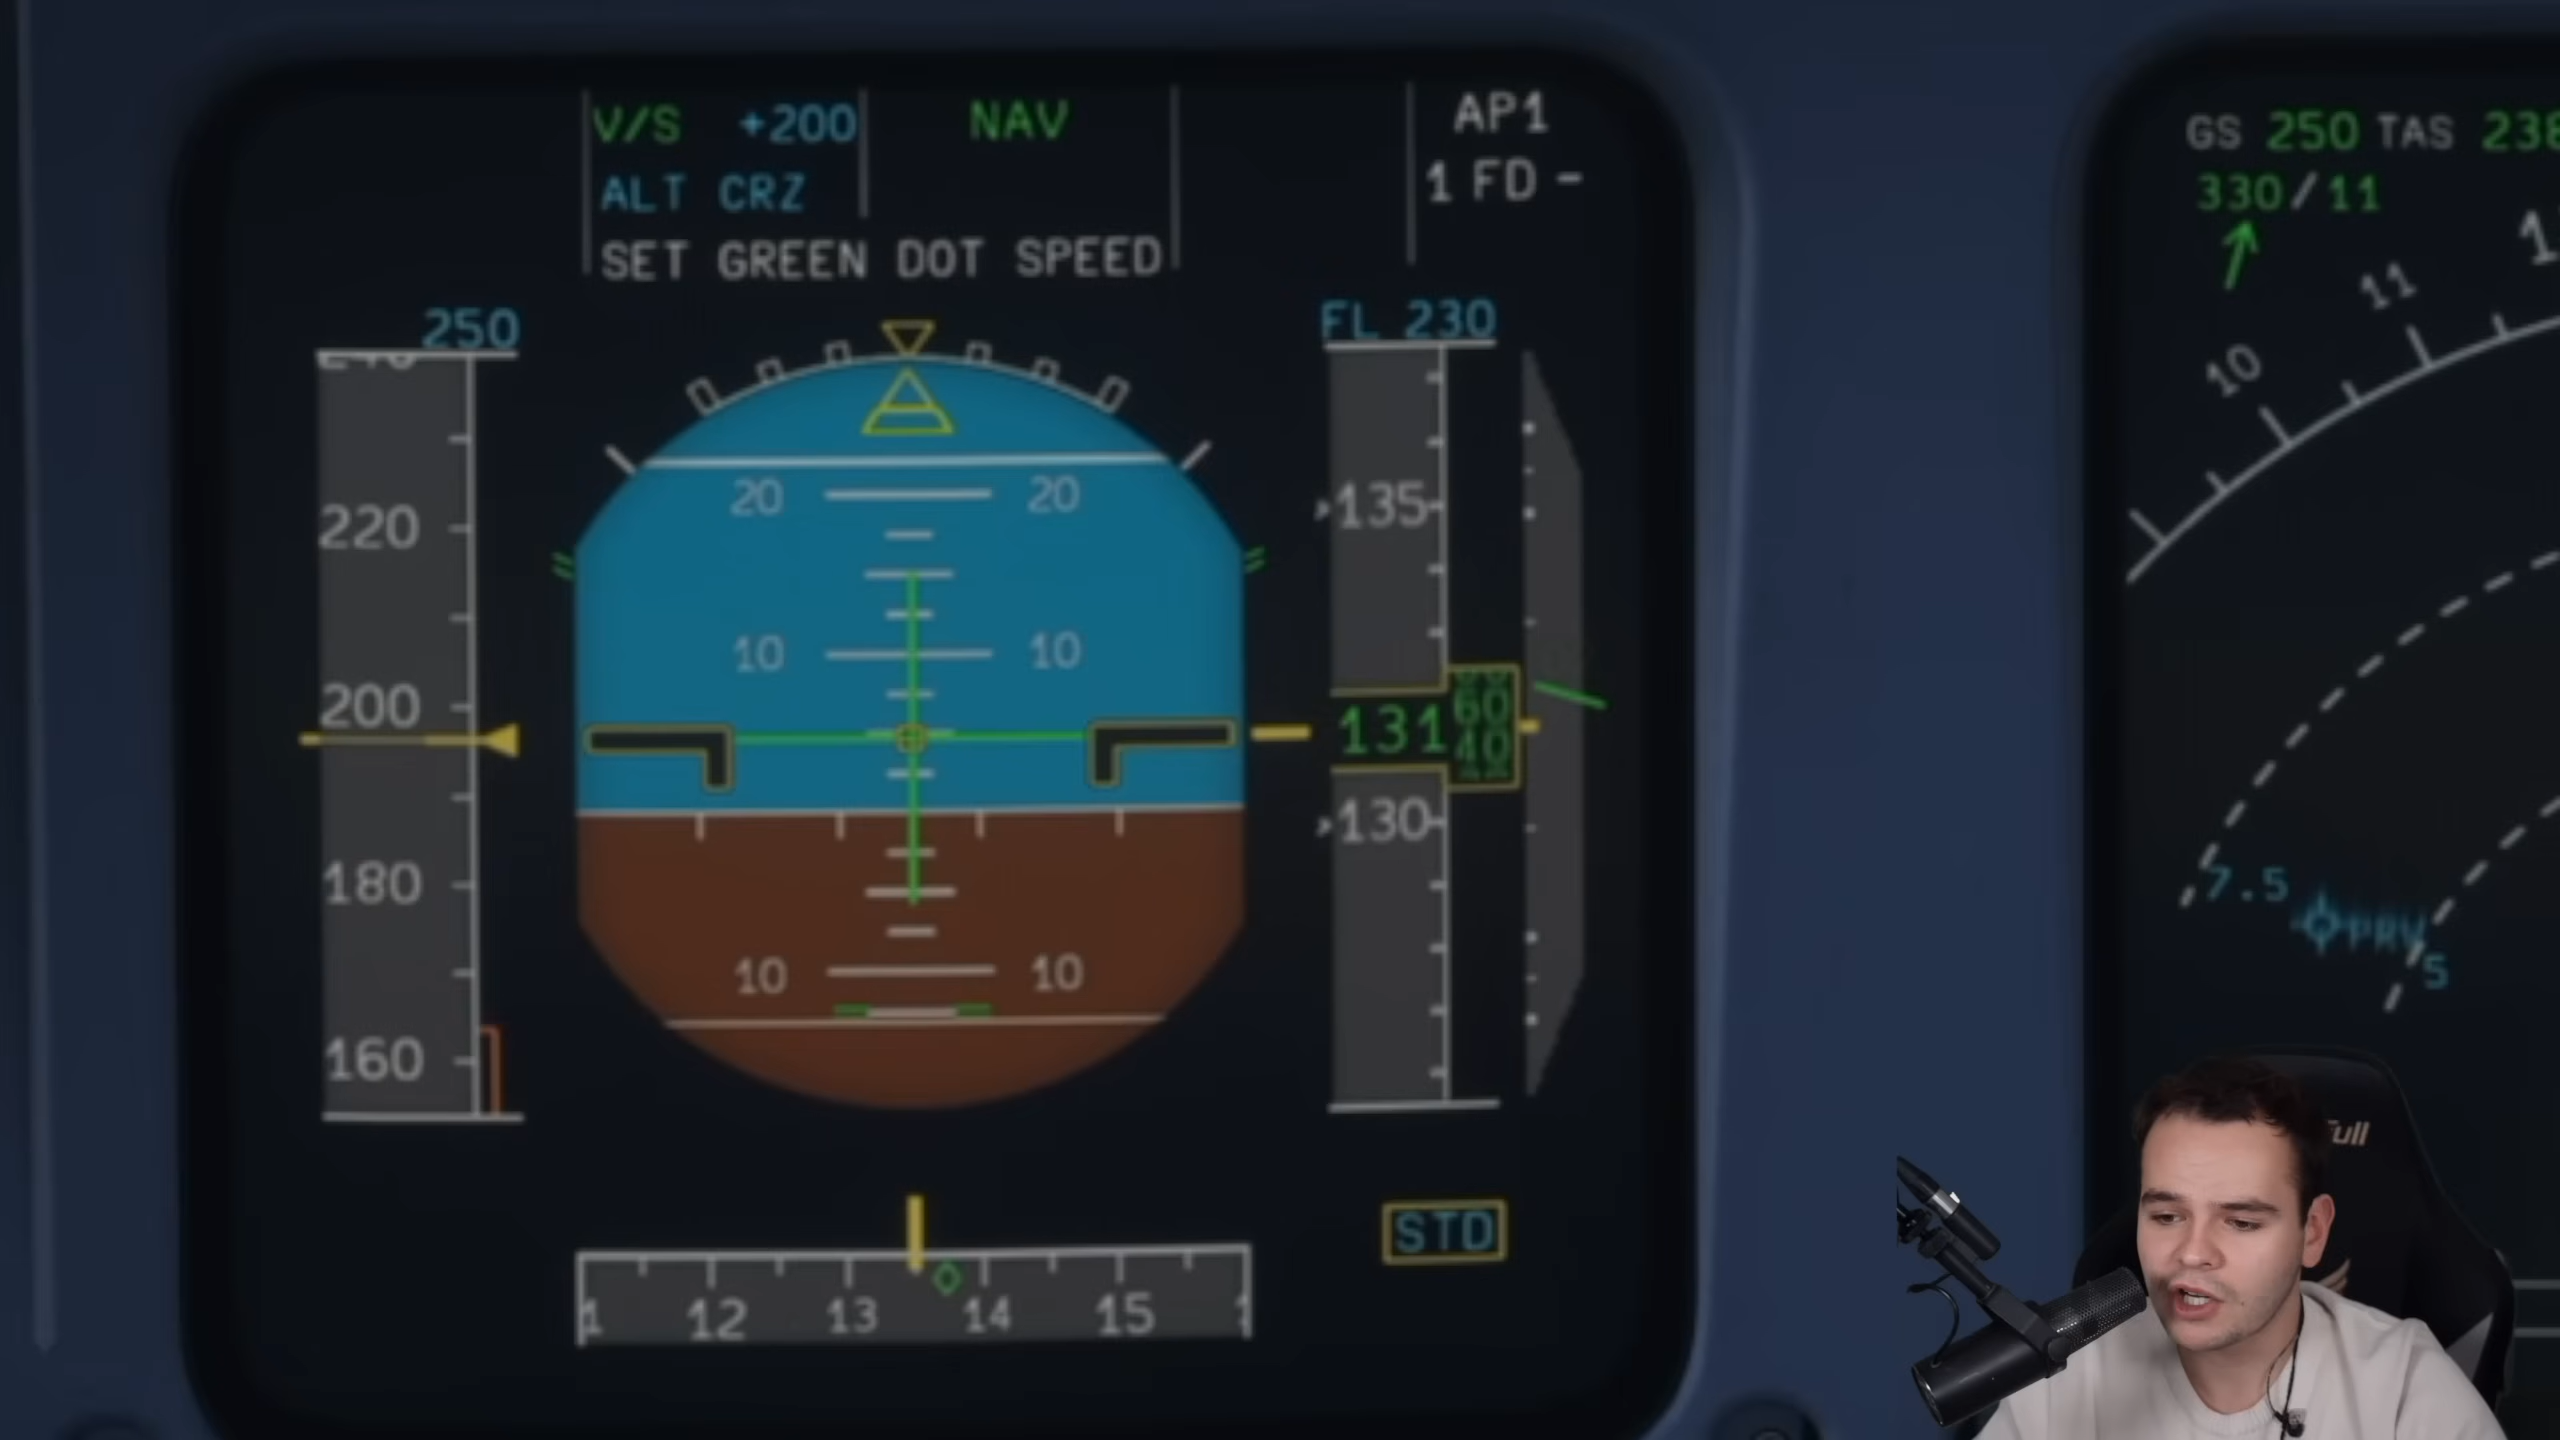 V/S +200 NAV AP1
ALT CRZ 1 FD -
SET GREEN DOT SPEED
250
FL 230
220
200
180
160
20 20
10 10
10 10
135
131
60
40
130
STD
12 13 14 15
GS 250 TAS 238
330/11
10
11
7.5
5